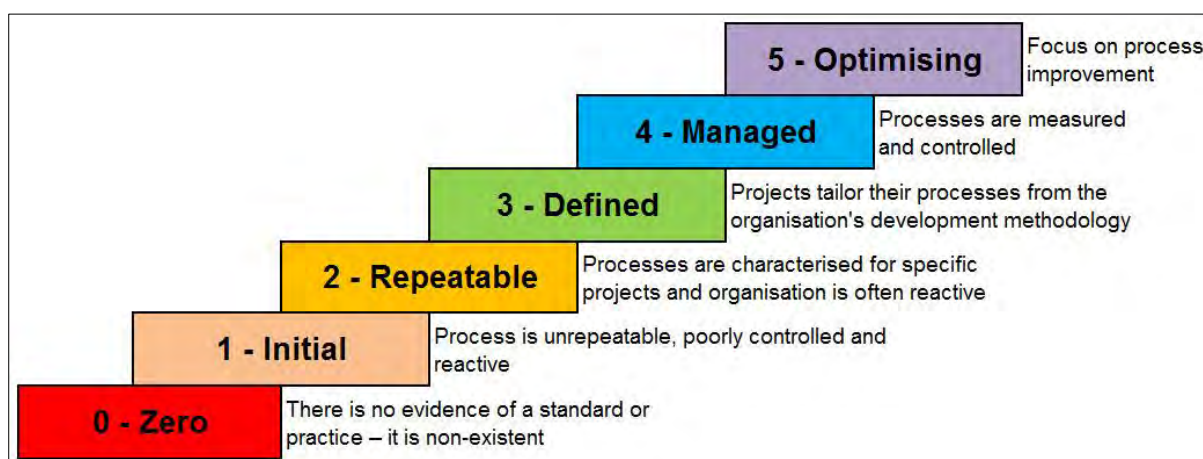 5 - Optimising
Focus on process
improvement
4 - Managed
Processes are measured
and controlled
3 - Defined
Projects tailor their processes from the
organisation's development methodology
2 - Repeatable
Processes are characterised for specific
projects and organisation is often reactive
1 - Initial
Process is unrepeatable, poorly controlled and
reactive
0 - Zero
There is no evidence of a standard or
practice – it is non-existent